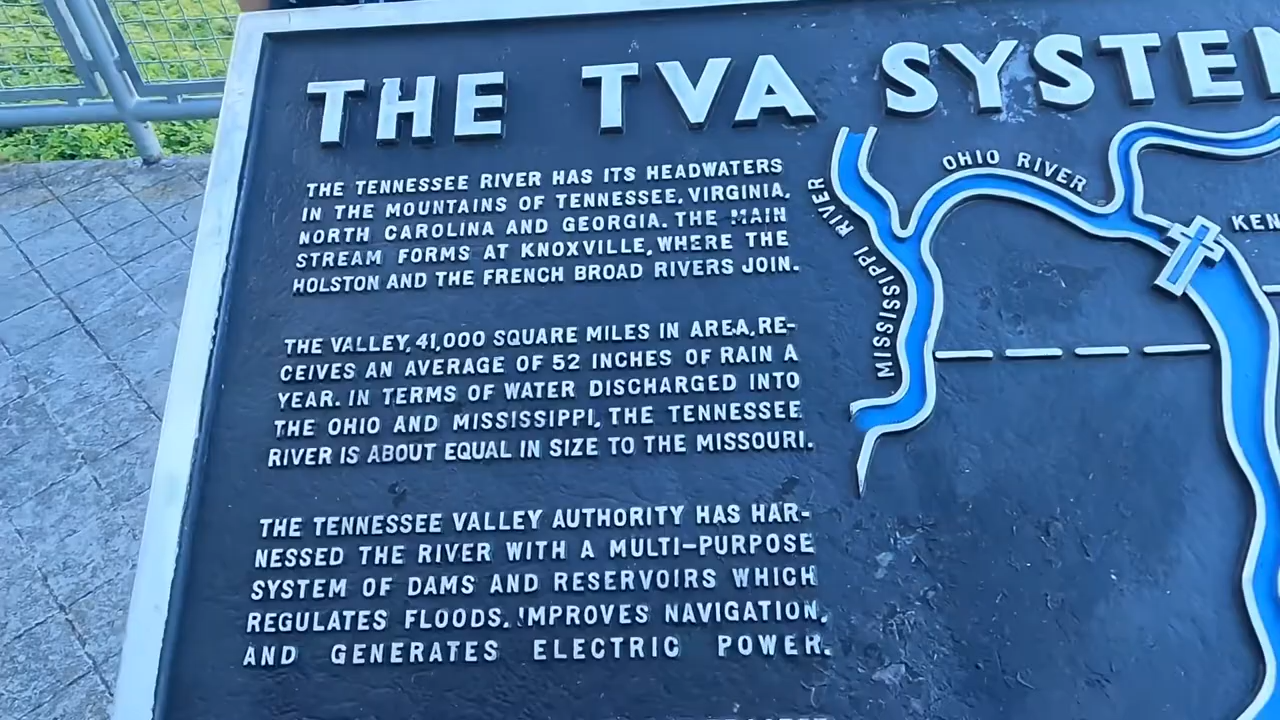 THE TVA SYSTEM
THE TENNESSEE RIVER HAS ITS HEADWATERS
IN THE MOUNTAINS OF TENNESSEE, VIRGINIA,
NORTH CAROLINA AND GEORGIA. THE MAIN
STREAM FORMS AT KNOXVILLE, WHERE THE
HOLSTON AND THE FRENCH BROAD RIVERS JOIN.
THE VALLEY, 41,000 SQUARE MILES IN AREA, RE-
CEIVES AN AVERAGE OF 52 INCHES OF RAIN A
YEAR. IN TERMS OF WATER DISCHARGED INTO
THE OHIO AND MISSISSIPPI, THE TENNESSEE
RIVER IS ABOUT EQUAL IN SIZE TO THE MISSOURI.
THE TENNESSEE VALLEY AUTHORITY HAS HAR-
NESSED THE RIVER WITH A MULTI-PURPOSE
SYSTEM OF DAMS AND RESERVOIRS WHICH
REGULATES FLOODS, IMPROVES NAVIGATION,
AND GENERATES ELECTRIC POWER.
MISSISSIPPI RIVER
OHIO RIVER
KEN